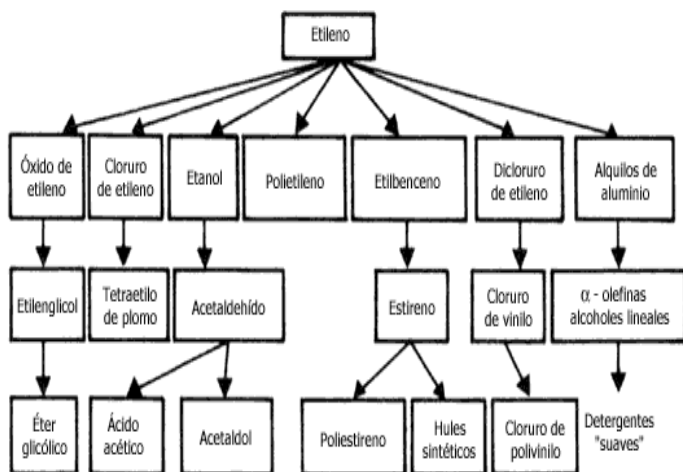 Etileno
Óxido de
etileno
Cloruro
de etileno
Etanol
Polietileno
Etilbenceno
Dicloruro
de etileno
Alquilos de
aluminio
Etilenglicol
Tetraetilo
de plomo
Acetaldehído
Estireno
Cloruro
de vinilo
α - olefinas
alcoholes lineales
Éter
glicólico
Ácido
acético
Acetaldol
Poliestireno
Hules
sintéticos
Cloruro de
polivinilo
Detergentes
"suaves"